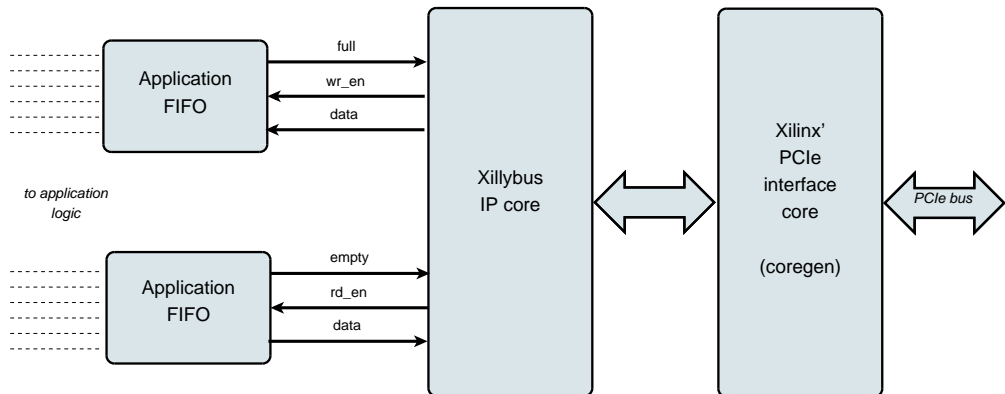 full
Application
FIFO
wr_en
data
to application
logic
empty
Application
FIFO
rd_en
data
Xillybus
IP core
Xilinx'
PCIe
interface
core
(coregen)
PCIe bus